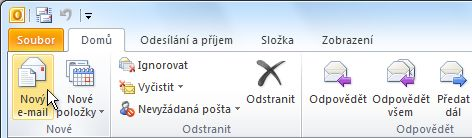 Soubor Domů Odesílání a příjem Složka Zobrazení
Nový e-mail
Nové položky
Ignorovat
Vyčistit
Nevyžádaná pošta
Odstranit
Odpovědět
Odpovědět všem
Předat dál
Nové
Odstranit
Odpovědět